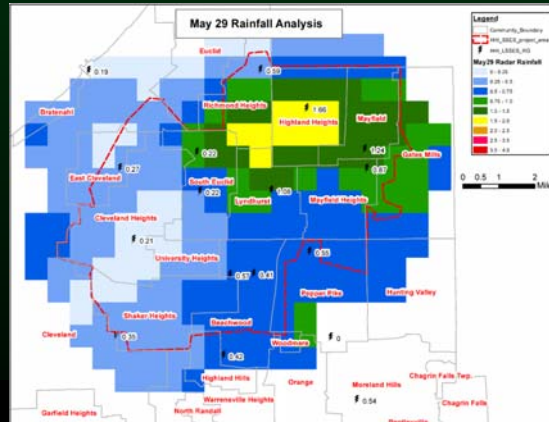 May 29 Rainfall Analysis
Legend
Community_Boundary
May29 Radar Rainfall
0 - 0.25
0.25 - 0.5
0.5 - 0.75
0.75 - 1.0
1.0 - 1.5
1.5 - 2.0
2.0 - 2.5
2.5 - 3.5
0 0.5 1 2
Euclid
0.19
0.59
Bratenahl
Richmond Heights
1.66
Highland Heights
Mayfield
0.22
1.24
Gates Mills
0.27
East Cleveland
0.87
South Euclid
0.22
1.08
Lyndhurst
Mayfield Heights
Cleveland Heights
0.21
University Heights
0.55
0.57
0.41
Pepper Pike
Hunting Valley
Shaker Heights
Cleveland
0.35
Beachwood
Woodmere
0
0.42
Highland Hills
Orange
Moreland Hills
Chagrin Falls Twp.
Warrensville Heights
0.54
Chagrin Falls
Garfield Heights
North Randall